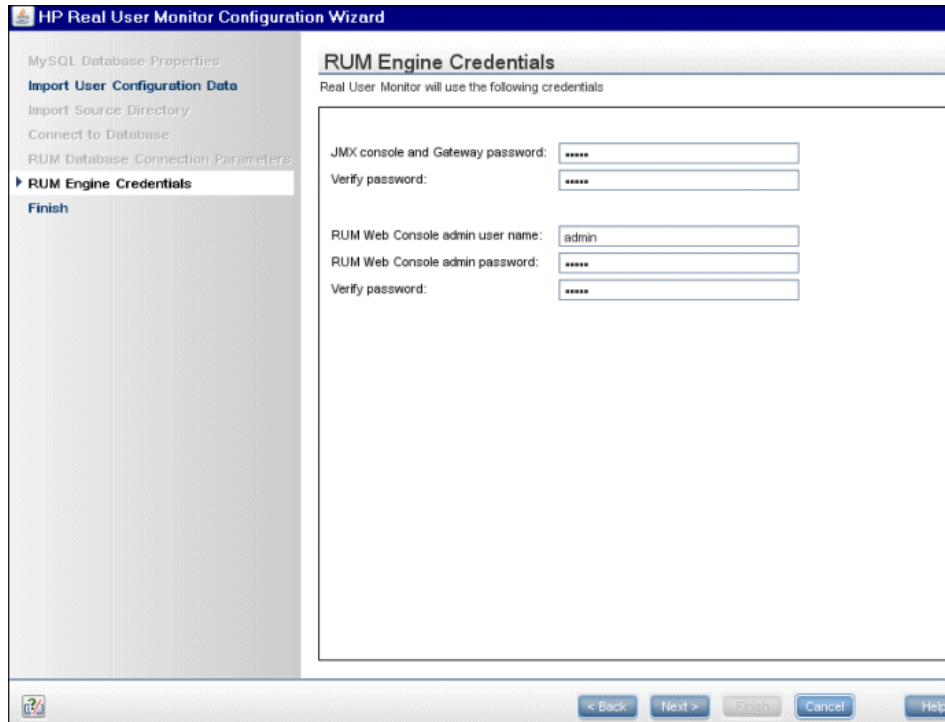 HP Real User Monitor Configuration Wizard
MySQL Database Properties
Import User Configuration Data
Import Source Directory
Connect to Database
RUM Database Connection Parameters
RUM Engine Credentials
Finish
RUM Engine Credentials
Real User Monitor will use the following credentials
JMX console and Gateway password: •••••
Verify password: •••••
RUM Web Console admin user name: admin
RUM Web Console admin password: •••••
Verify password: •••••
< Back Next > Finish Cancel Help